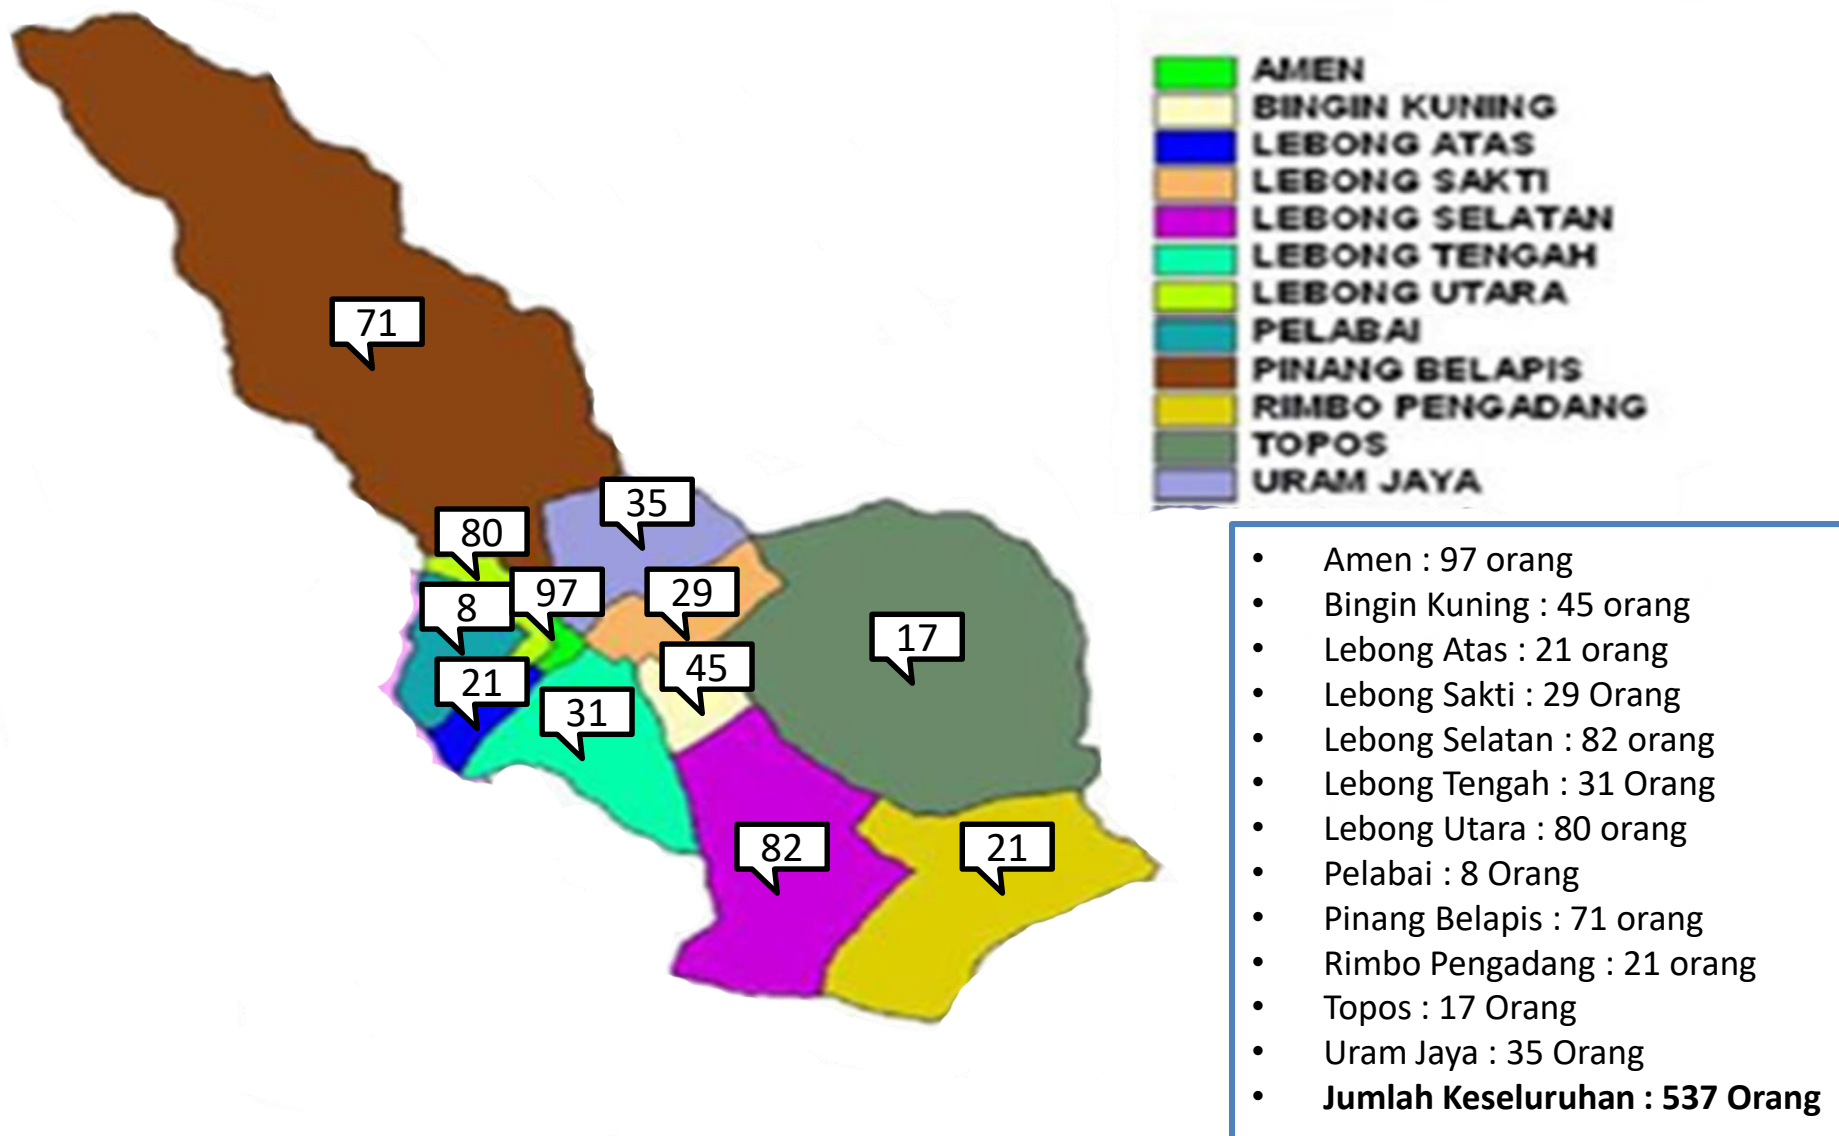 71
35
80
97
8
29
17
45
21
31
82
21
AMEN
BINGIN KUNING
LEBONG ATAS
LEBONG SAKTI
LEBONG SELATAN
LEBONG TENGAH
LEBONG UTARA
PELABAI
PINANG BELAPIS
RIMBO PENGADANG
TOPOS
URAM JAYA
• Amen : 97 orang
• Bingin Kuning : 45 orang
• Lebong Atas : 21 orang
• Lebong Sakti : 29 Orang
• Lebong Selatan : 82 orang
• Lebong Tengah : 31 Orang
• Lebong Utara : 80 orang
• Pelabai : 8 Orang
• Pinang Belapis : 71 orang
• Rimbo Pengadang : 21 orang
• Topos : 17 Orang
• Uram Jaya : 35 Orang
• Jumlah Keseluruhan : 537 Orang